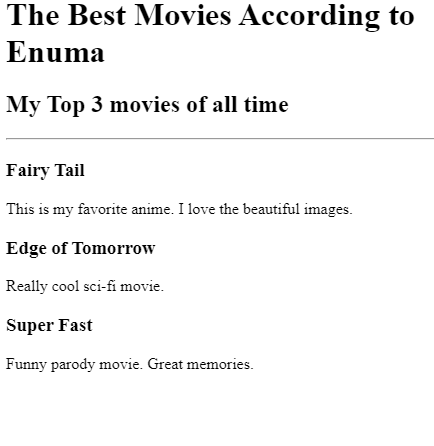 The Best Movies According to
Enuma
My Top 3 movies of all time
Fairy Tail
This is my favorite anime. I love the beautiful images.
Edge of Tomorrow
Really cool sci-fi movie.
Super Fast
Funny parody movie. Great memories.